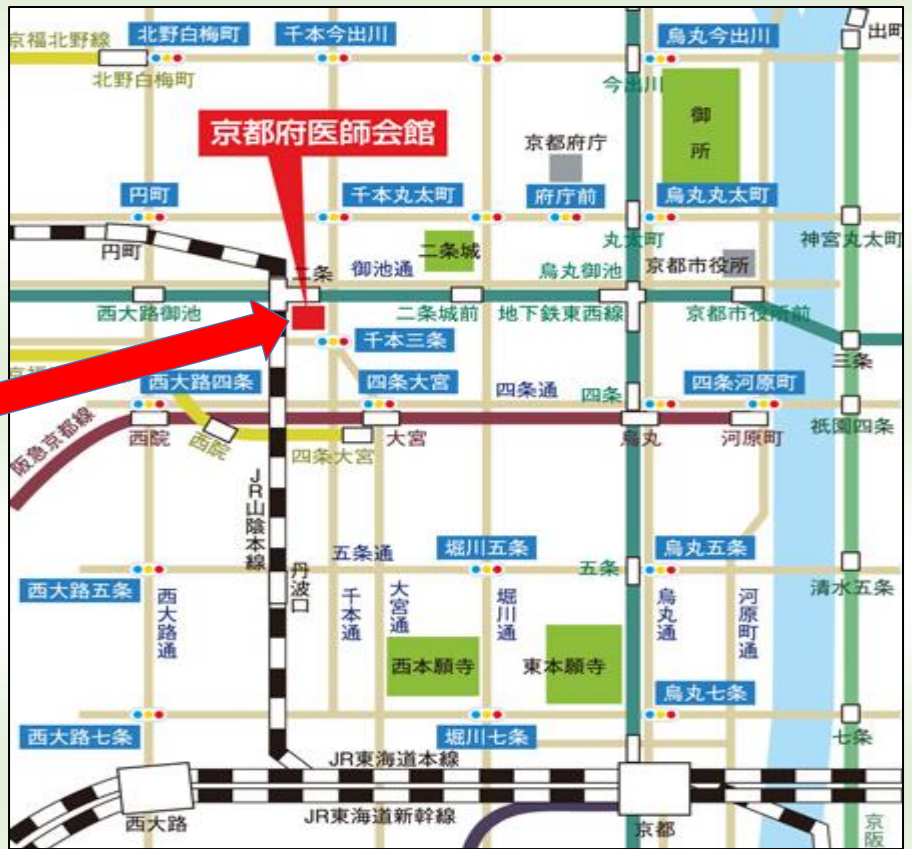 京福北野線
北野白梅町
千本今出川
烏丸今出川
出町
北野白梅町
今出川
御所
京都府医師会館
京都府庁
円町
千本丸太町
府庁前
烏丸丸太町
円町
丸太町
神宮丸太町
二条城
二条
御池通
烏丸御池
京都市役所
西大路御池
二条城前
地下鉄東西線
京都市役所前
千本三条
三条
西大路四条
四条大宮
四条通
四条
四条河原町
阪急京都線
西院
西院
四条大宮
大宮
烏丸
河原町
祇園四条
JR山陰本線
丹波口
五条通
堀川五条
五条
烏丸五条
西大路五条
清水五条
西大路通
千本通
大宮通
堀川通
烏丸通
河原町通
西本願寺
東本願寺
烏丸七条
西大路七条
堀川七条
七条
JR東海道本線
JR東海道新幹線
西大路
京都
京阪